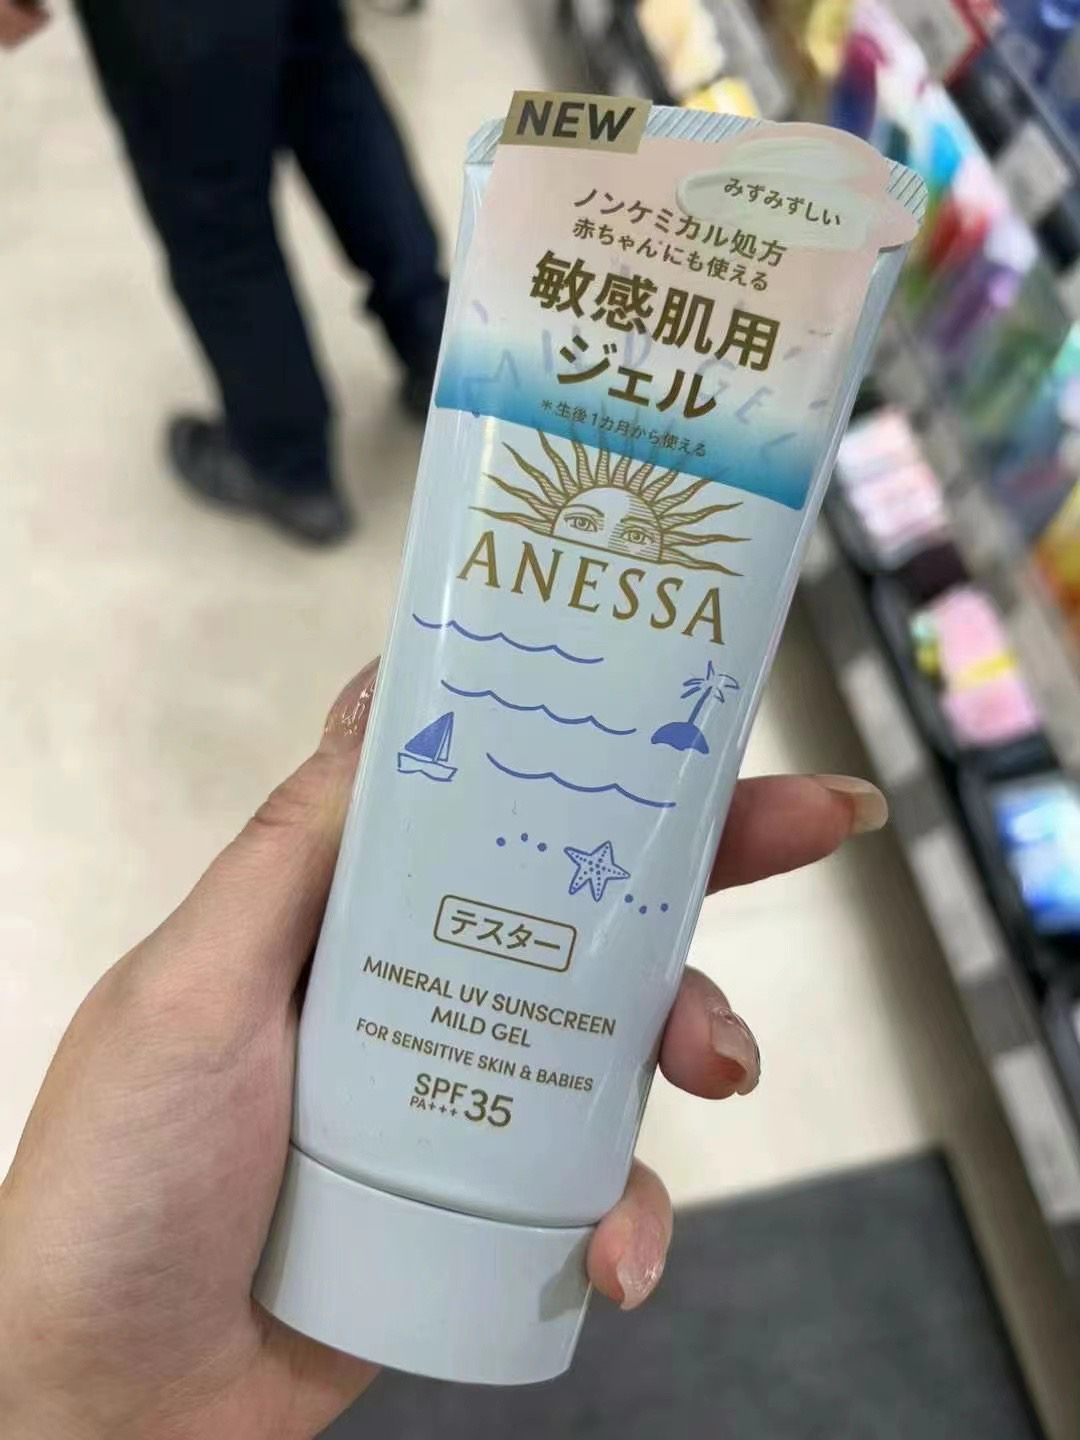 NEW
みずみずしい
ノンケミカル処方
赤ちゃんにも使える
敏感肌用
ジェル
*生後1カ月から使える
ANESSA
テスター
MINERAL UV SUNSCREEN
MILD GEL
FOR SENSITIVE SKIN & BABIES
SPF 35
PA+++